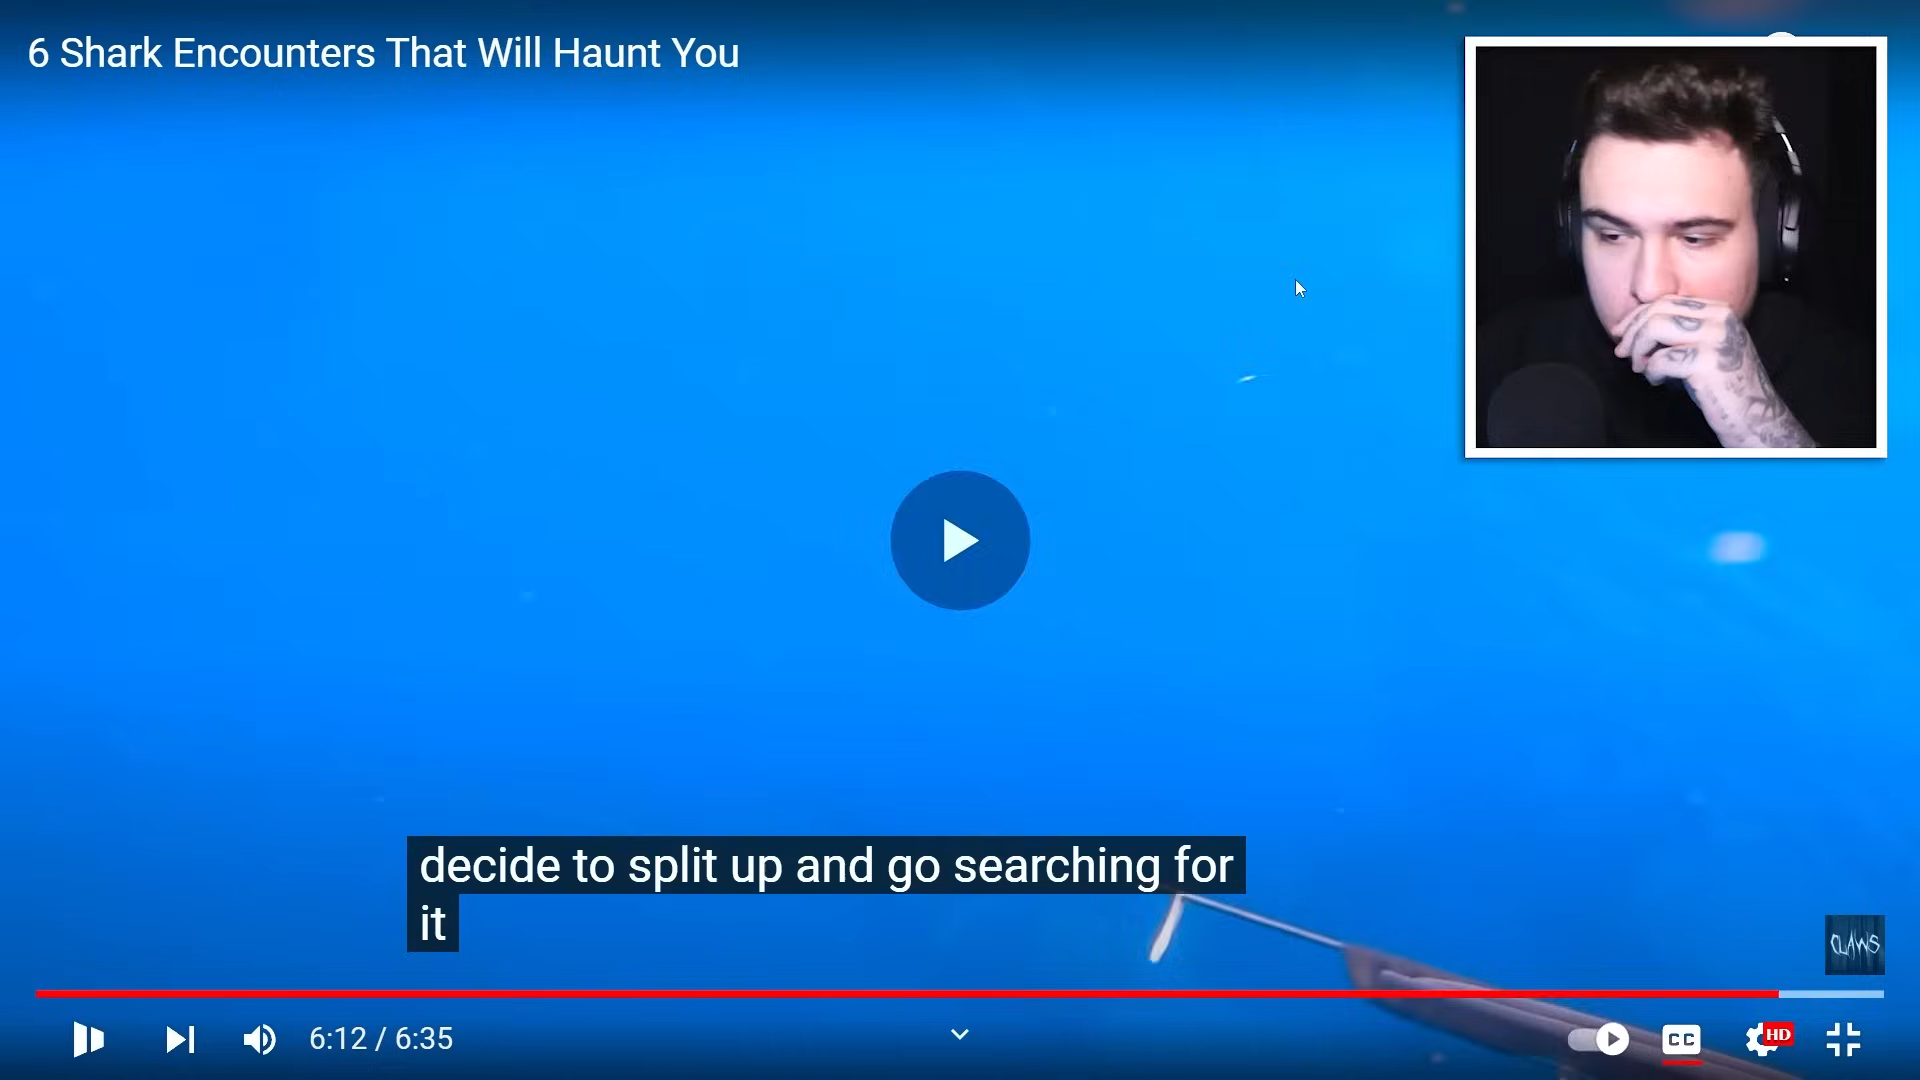 6 Shark Encounters That Will Haunt You
decide to split up and go searching for
it
CLAWS
6:12 / 6:35
CC
HD